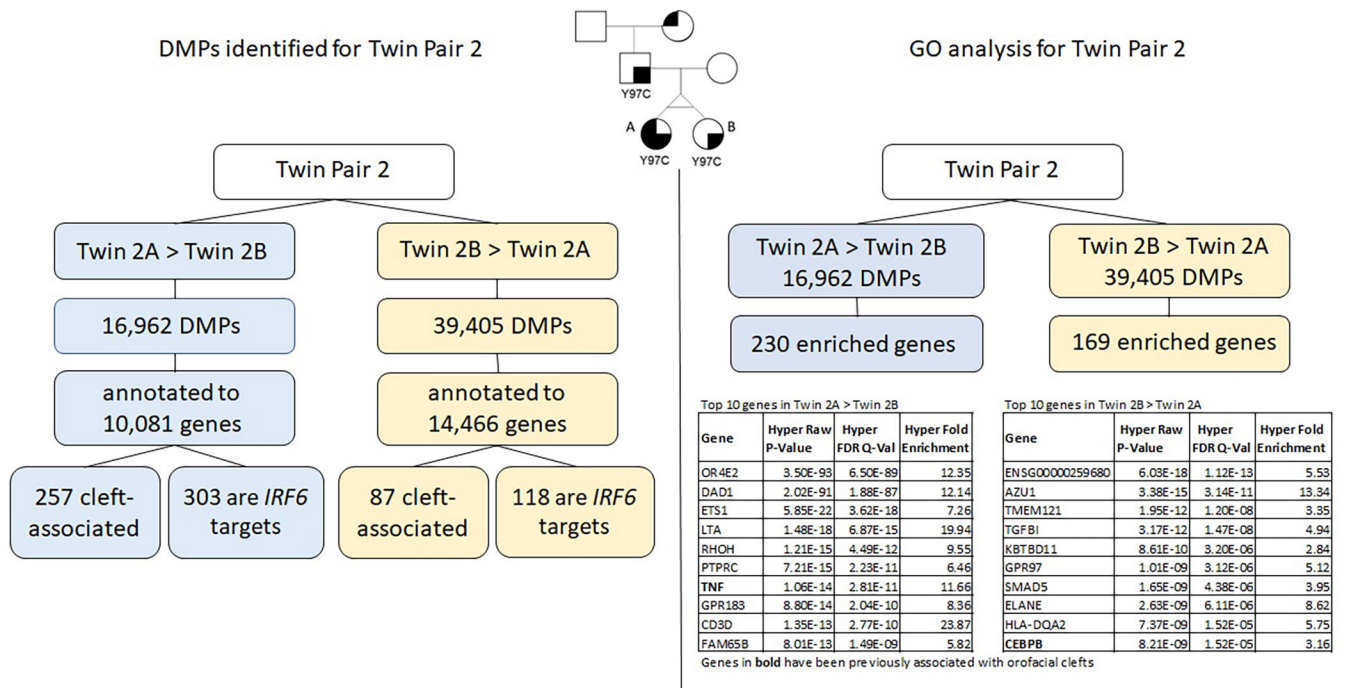 DMPs identified for Twin Pair 2
Y97C
A
B
Y97C
Y97C
GO analysis for Twin Pair 2
Twin Pair 2
Twin 2A > Twin 2B
Twin 2B > Twin 2A
16,962 DMPs
39,405 DMPs
annotated to
10,081 genes
annotated to
14,466 genes
257 cleft-
associated
303 are IRF6
targets
87 cleft-
associated
118 are IRF6
targets
Twin Pair 2
Twin 2A > Twin 2B
16,962 DMPs
Twin 2B > Twin 2A
39,405 DMPs
230 enriched genes
169 enriched genes
Top 10 genes in Twin 2A > Twin 2B
Gene Hyper Raw P-Value Hyper FDR Q-Val Hyper Fold Enrichment
OR4E2 3.50E-93 6.50E-89 12.35
DAD1 2.02E-91 1.88E-87 12.14
ETS1 5.85E-22 3.62E-18 7.26
LTA 1.48E-18 6.87E-15 19.94
RHOH 1.21E-15 4.49E-12 9.55
PTPRC 7.21E-15 2.23E-11 6.46
TNF 1.06E-14 2.81E-11 11.66
GPR183 8.80E-14 2.04E-10 8.36
CD3D 1.35E-13 2.77E-10 23.87
FAM65B 8.01E-13 1.49E-09 5.82
Top 10 genes in Twin 2B > Twin 2A
Gene Hyper Raw P-Value Hyper FDR Q-Val Hyper Fold Enrichment
ENSG00000259680 6.03E-18 1.12E-13 5.53
AZU1 3.38E-15 3.14E-11 13.34
TMEM121 1.95E-12 1.20E-08 3.35
TGFBI 3.17E-12 1.47E-08 4.94
KBTBD11 8.61E-10 3.20E-06 2.84
GPR97 1.01E-09 3.12E-06 5.12
SMAD5 1.65E-09 4.38E-06 3.95
ELANE 2.63E-09 6.11E-06 8.62
HLA-DQA2 7.37E-09 1.52E-05 5.75
CEBPB 8.21E-09 1.52E-05 3.16
Genes in bold have been previously associated with orofacial clefts